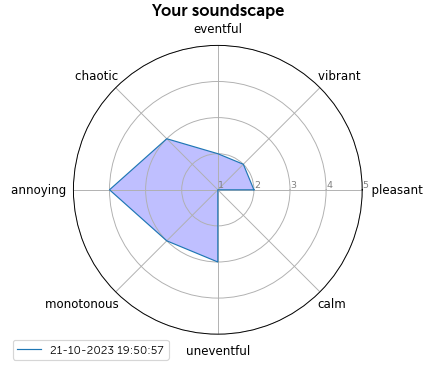 Your soundscape
eventful
chaotic
vibrant
annoying
1
2
3
4
5
pleasant
monotonous
calm
21-10-2023 19:50:57
uneventful